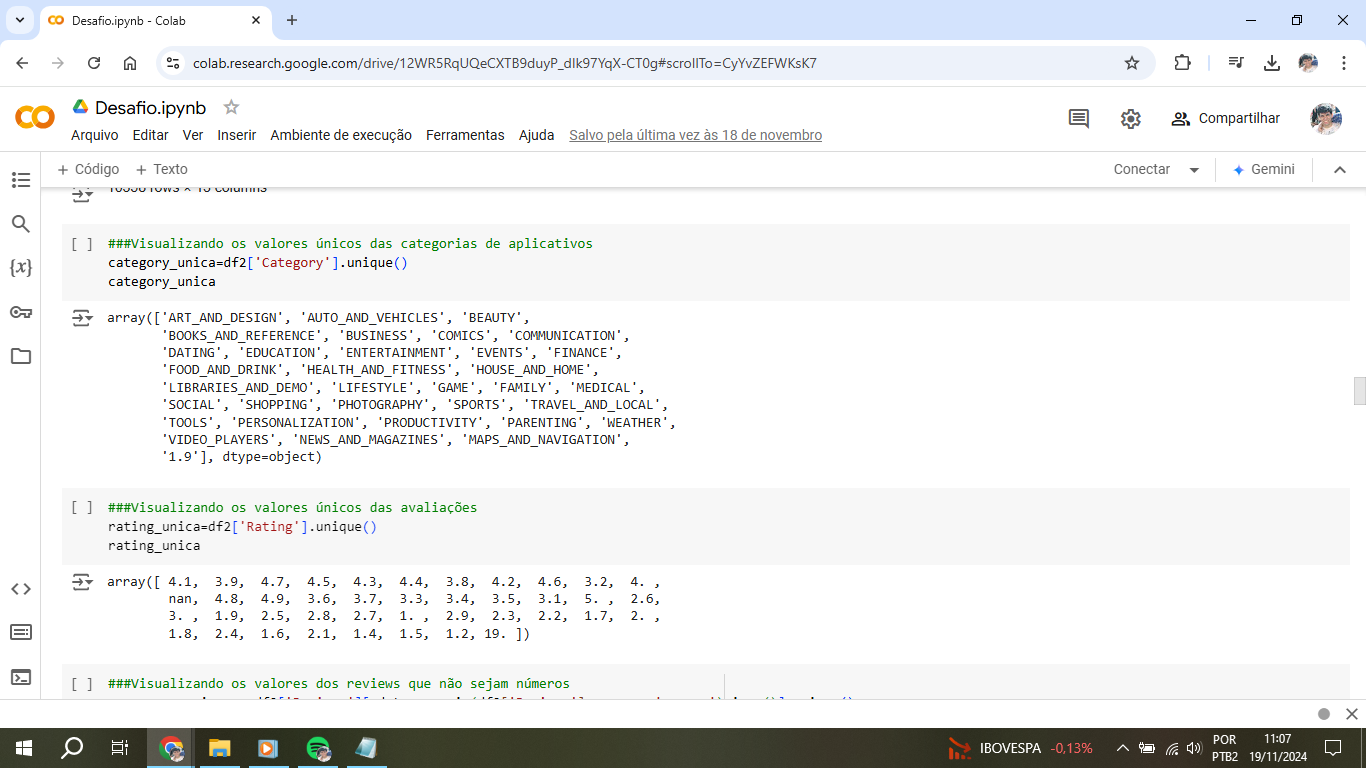 Desafio.ipynb - Colab
colab.research.google.com/drive/12WR5RqUQeCXTB9duyP_dIk97YqX-CT0g#scrollTo=CyYvZEFWKsK7
Desafio.ipynb
Arquivo Editar Ver Inserir Ambiente de execução Ferramentas Ajuda Salvo pela última vez às 18 de novembro
Compartilhar
+ Código + Texto
Conectar
Gemini
rows × 13 columns
[ ] ###Visualizando os valores únicos das categorias de aplicativos
category_unica=df2['Category'].unique()
category_unica
array(['ART_AND_DESIGN', 'AUTO_AND_VEHICLES', 'BEAUTY',
'BOOKS_AND_REFERENCE', 'BUSINESS', 'COMICS', 'COMMUNICATION',
'DATING', 'EDUCATION', 'ENTERTAINMENT', 'EVENTS', 'FINANCE',
'FOOD_AND_DRINK', 'HEALTH_AND_FITNESS', 'HOUSE_AND_HOME',
'LIBRARIES_AND_DEMO', 'LIFESTYLE', 'GAME', 'FAMILY', 'MEDICAL',
'SOCIAL', 'SHOPPING', 'PHOTOGRAPHY', 'SPORTS', 'TRAVEL_AND_LOCAL',
'TOOLS', 'PERSONALIZATION', 'PRODUCTIVITY', 'PARENTING', 'WEATHER',
'VIDEO_PLAYERS', 'NEWS_AND_MAGAZINES', 'MAPS_AND_NAVIGATION',
'1.9'], dtype=object)
[ ] ###Visualizando os valores únicos das avaliações
rating_unica=df2['Rating'].unique()
rating_unica
array([ 4.1, 3.9, 4.7, 4.5, 4.3, 4.4, 3.8, 4.2, 4.6, 3.2, 4. ,
nan, 4.8, 4.9, 3.6, 3.7, 3.3, 3.4, 3.5, 3.1, 5. , 2.6,
3. , 1.9, 2.5, 2.8, 2.7, 1. , 2.9, 2.3, 2.2, 1.7, 2. ,
1.8, 2.4, 1.6, 2.1, 1.4, 1.5, 1.2, 19. ])
[ ] ###Visualizando os valores dos reviews que não sejam números
IBOVESPA -0,13%
POR
PTB2
11:07
19/11/2024